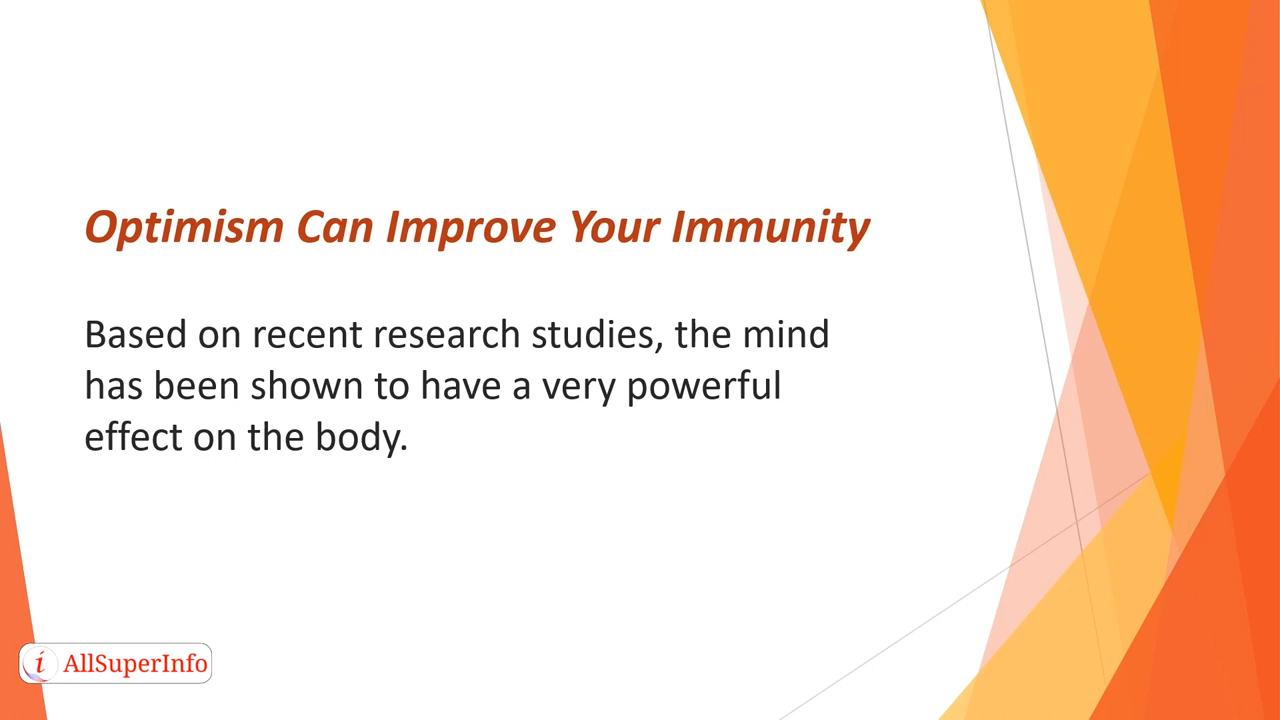 Optimism Can Improve Your Immunity
Based on recent research studies, the mind
has been shown to have a very powerful
effect on the body.
i AllSuperInfo